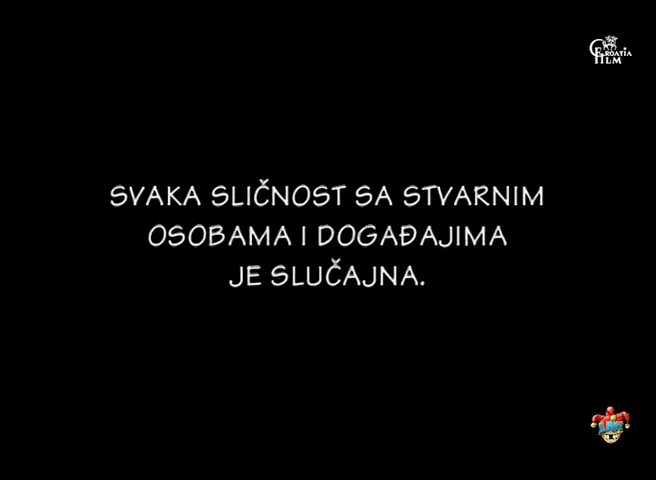 CROATIA
FILM
SVAKA SLIČNOST SA STVARNIM
OSOBAMA I DOGAĐAJIMA
JE SLUČAJNA.